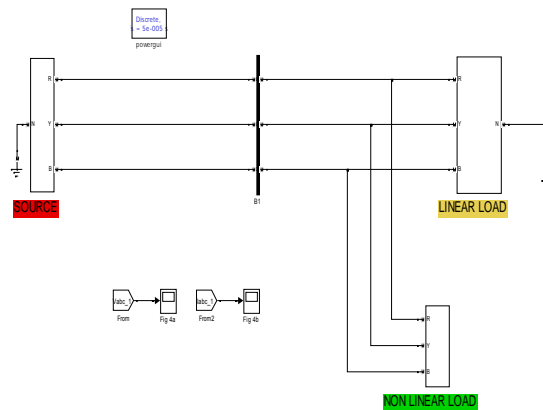 Discrete,
s = 5e-005 s
powergui
R
R
N
Y
Y
N
B
B
B1
SOURCE
LINEAR LOAD
Vabc_1
Iabc_1
From
Fig 4a
From2
Fig 4b
R
Y
B
NON LINEAR LOAD